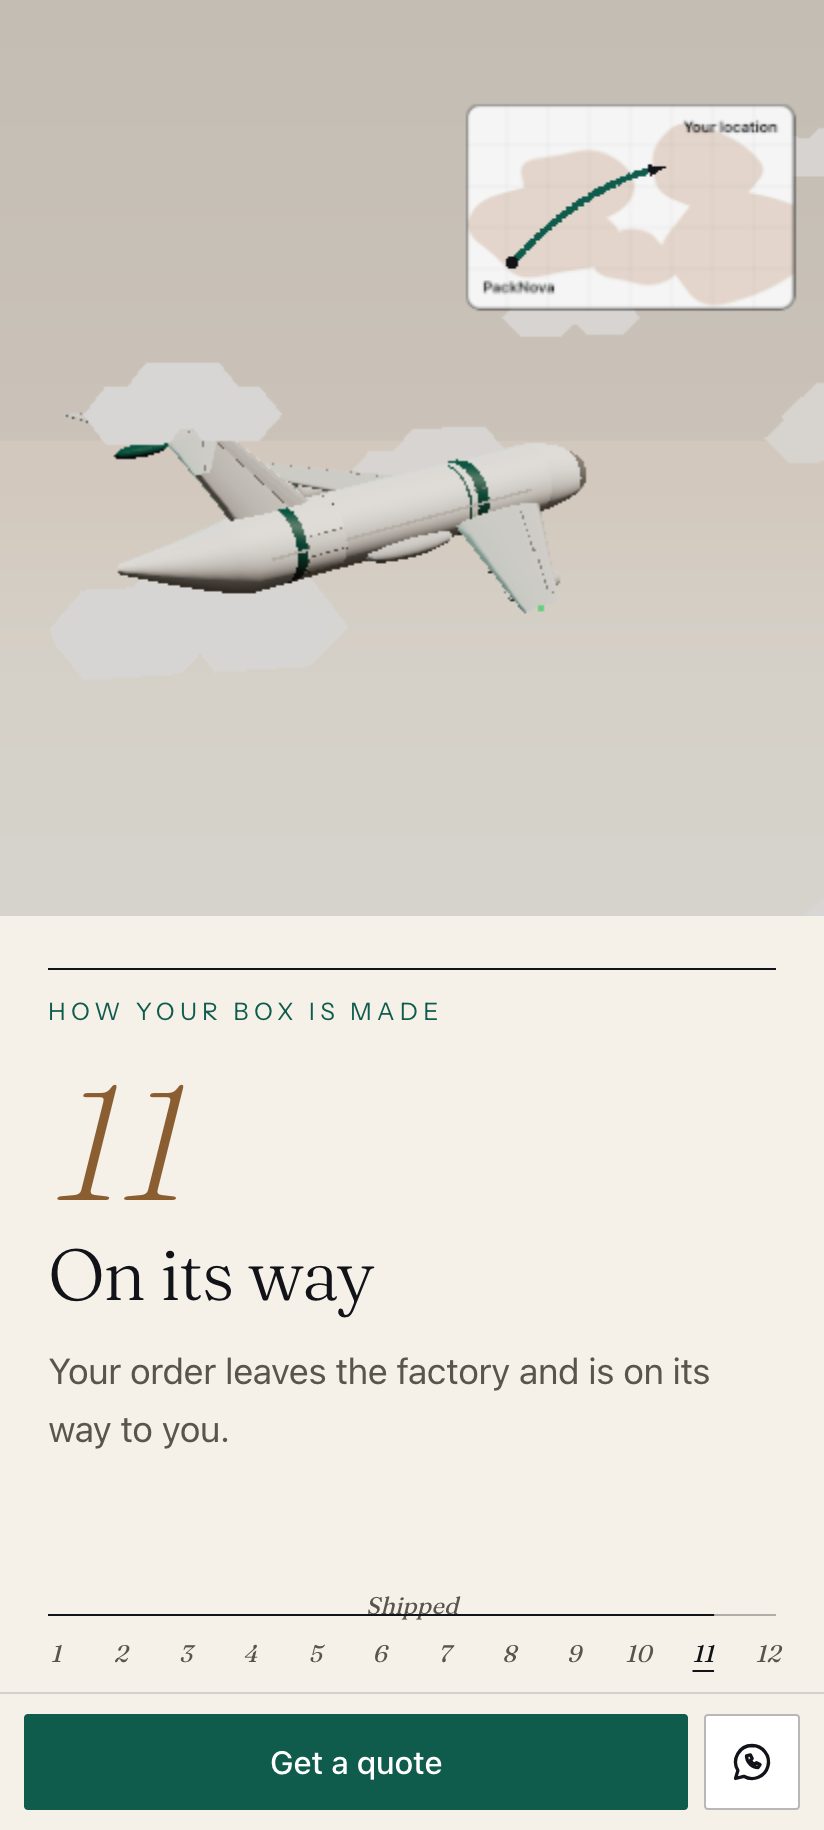 Your location
PackNova
HOW YOUR BOX IS MADE
11
On its way
Your order leaves the factory and is on its
way to you.
Shipped
1 2 3 4 5 6 7 8 9 10 11 12
Get a quote